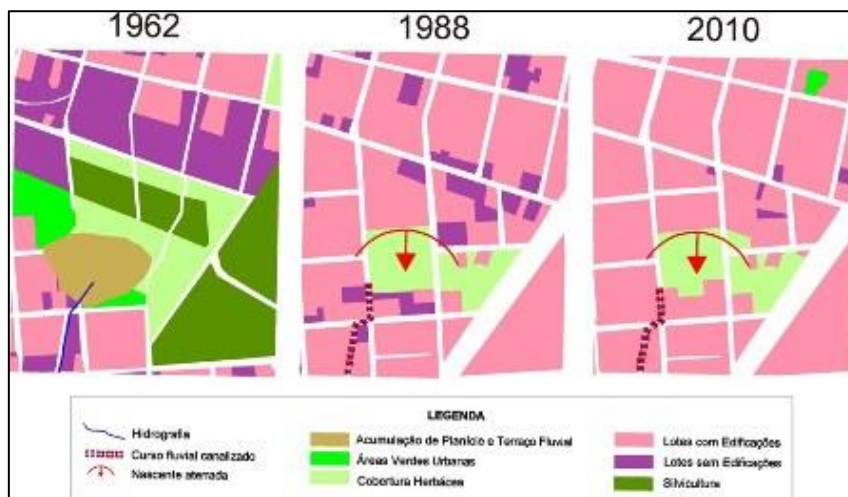 1962
1988
2010
LEGENDA
Hidrografia
Curso fluvial canalizado
Nascente aterrada
Acumulação de Planície e Terraço Fluvial
Áreas Verdes Urbanas
Cobertura Herbácea
Lotes com Edificações
Lotes sem Edificações
Silvicultura